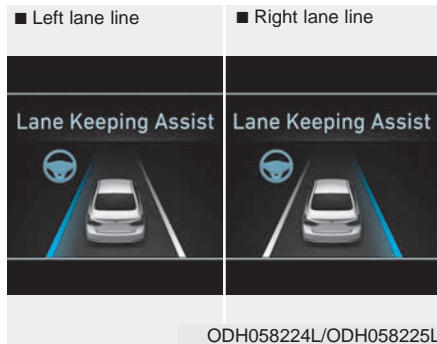 ■ Left lane line
■ Right lane line
Lane Keeping Assist
Lane Keeping Assist
ODH058224L/ODH058225L